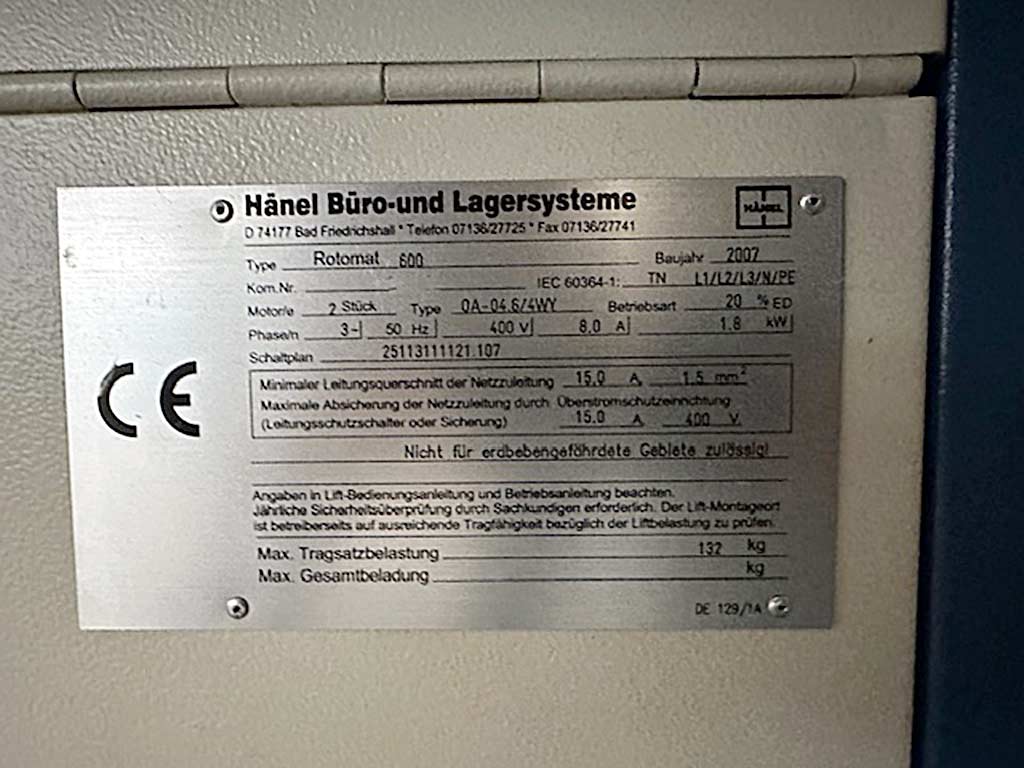 Hänel Büro-und Lagersysteme
HÄNEL
D 74177 Bad Friedrichshall * Telefon 07136/27725 * Fax 07136/27741
Type Rotomat 600 Baujahr 2007
Kom.Nr. IEC 60364-1: TN L1/L2/L3/N/PE
Motor/e 2 Stück Type QA-04.6/4WY Betriebsart 20 % ED
Phase/n 3~ 50 Hz 400 V 8.0 A 1.8 kW
Schaltplan 25113111121.107
CE
Minimaler Leitungsquerschnitt der Netzzuleitung 15.0 A 1.5 mm²
Maximale Absicherung der Netzzuleitung durch Überstromschutzeinrichtung
(Leitungsschutzschalter oder Sicherung) 15.0 A 400 V
Nicht für erdbebengefährdete Gebiete zulässig!
Angaben in Lift-Bedienungsanleitung und Betriebsanleitung beachten.
Jährliche Sicherheitsüberprüfung durch Sachkundigen erforderlich. Der Lift-Montageort
ist betreiberseits auf ausreichende Tragfähigkeit bezüglich der Liftbelastung zu prüfen.
Max. Tragsatzbelastung 132 kg
Max. Gesamtbeladung kg
DE 129/1A